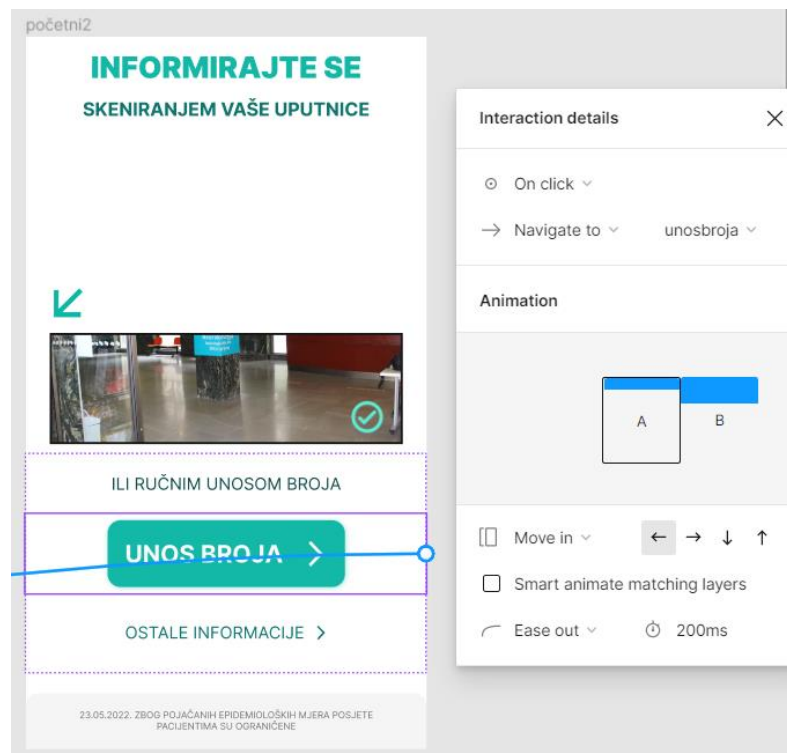 početni2
INFORMIRAJTE SE
SKENIRANJEM VAŠE UPUTNICE
ILI RUČNIM UNOSOM BROJA
UNOS BROJA
OSTALE INFORMACIJE
23.05.2022. ZBOG POJAČANIH EPIDEMIOLOŠKIH MJERA POSJETE
PACIJENTIMA SU OGRANIČENE
Interaction details
On click
Navigate to unosbroja
Animation
A B
Move in
Smart animate matching layers
Ease out 200ms